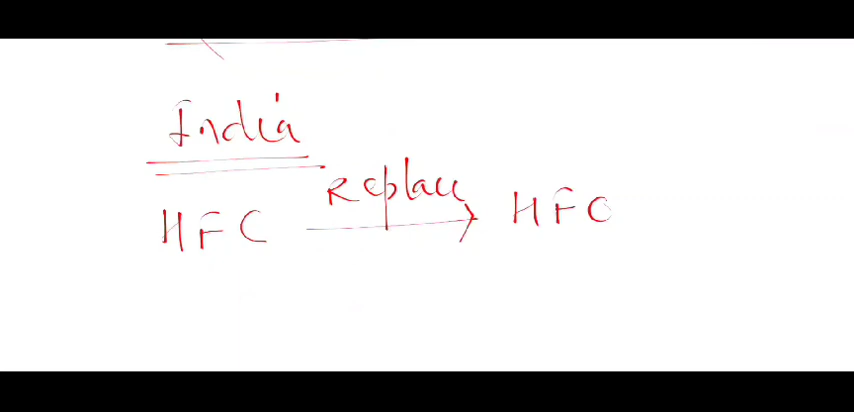 India
Replace
HFC → HFO